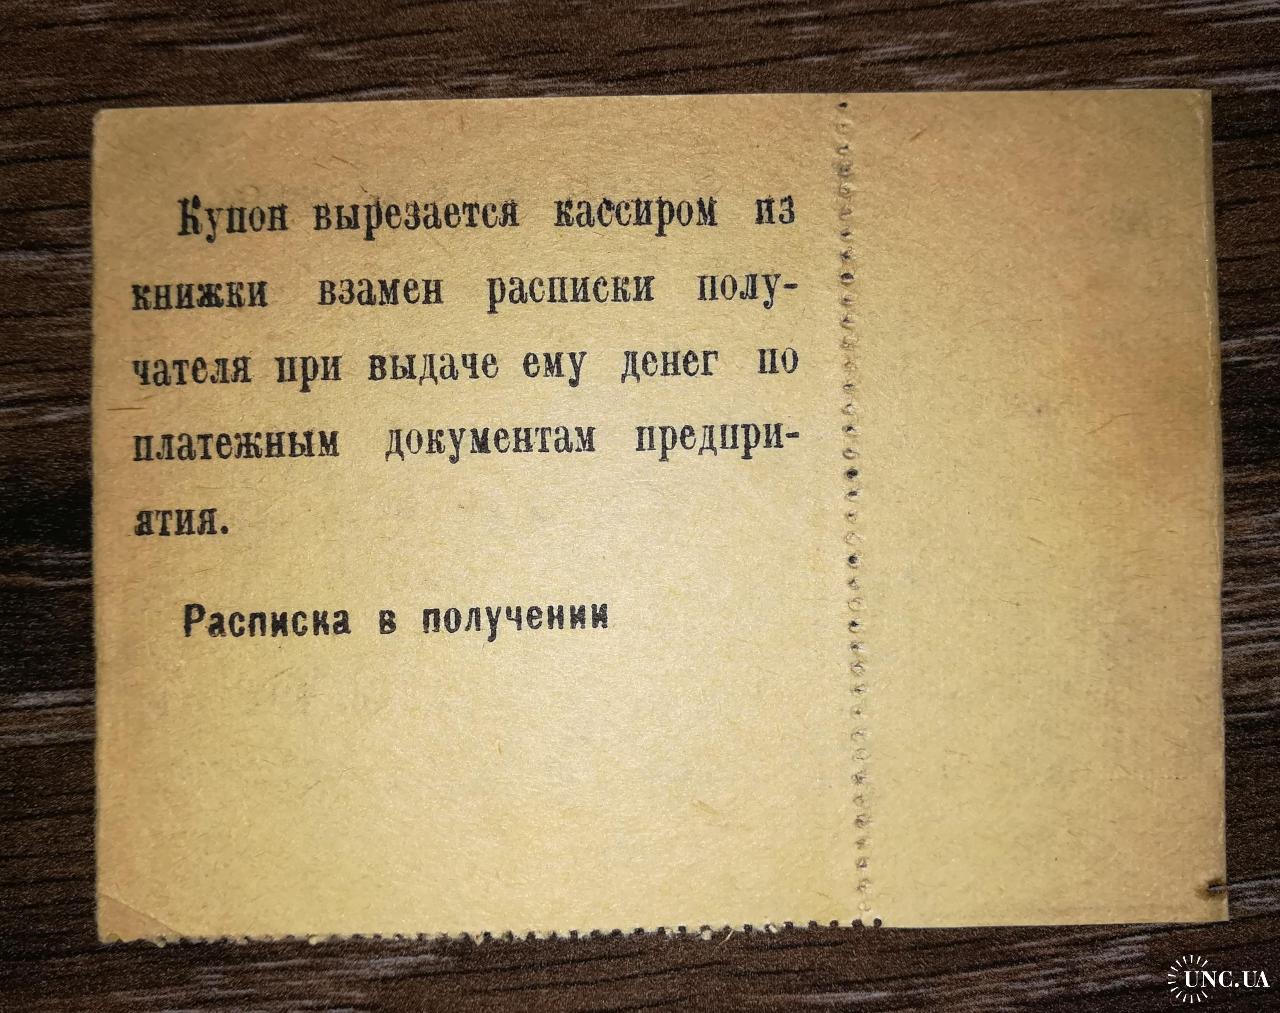 Купон вырезается кассиром из
книжки взамен расписки полу-
чателя при выдаче ему денег по
платежным документам предпри-
ятия.
Расписка в получении
UNC.UA